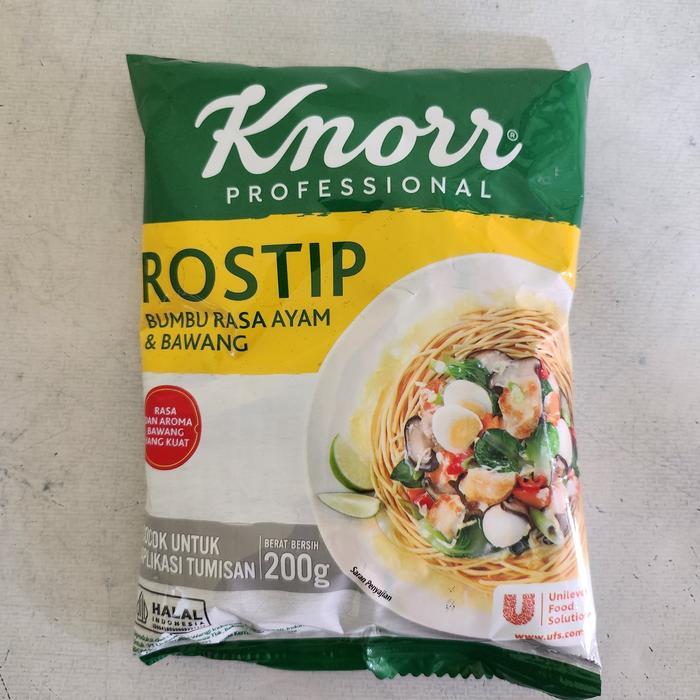 Knorr®
PROFESSIONAL
ROSTIP
BUMBU RASA AYAM
& BAWANG
RASA
DAN AROMA
BAWANG
YANG KUAT
COCOK UNTUK
APLIKASI TUMISAN
BERAT BERSIH
200g
HALAL
INDONESIA
Saran Penyajian
U
Unilever
Food
Solutions
www.ufs.com